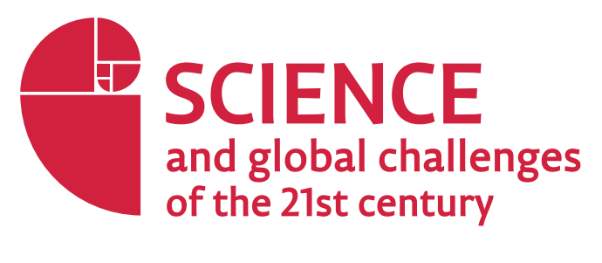 SCIENCE
and global challenges
of the 21st century